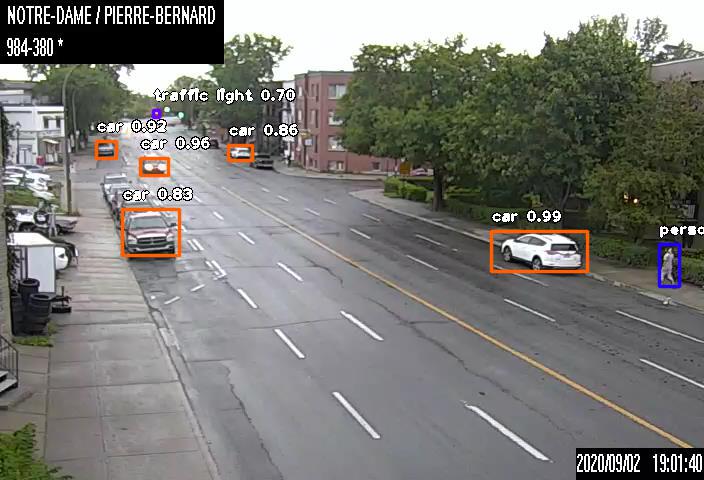 NOTRE-DAME / PIERRE-BERNARD
984-380 *
traffic light 0.70
car 0.92
car 0.86
car 0.96
car 0.83
car 0.99
perso
2020/09/02 19:01:40